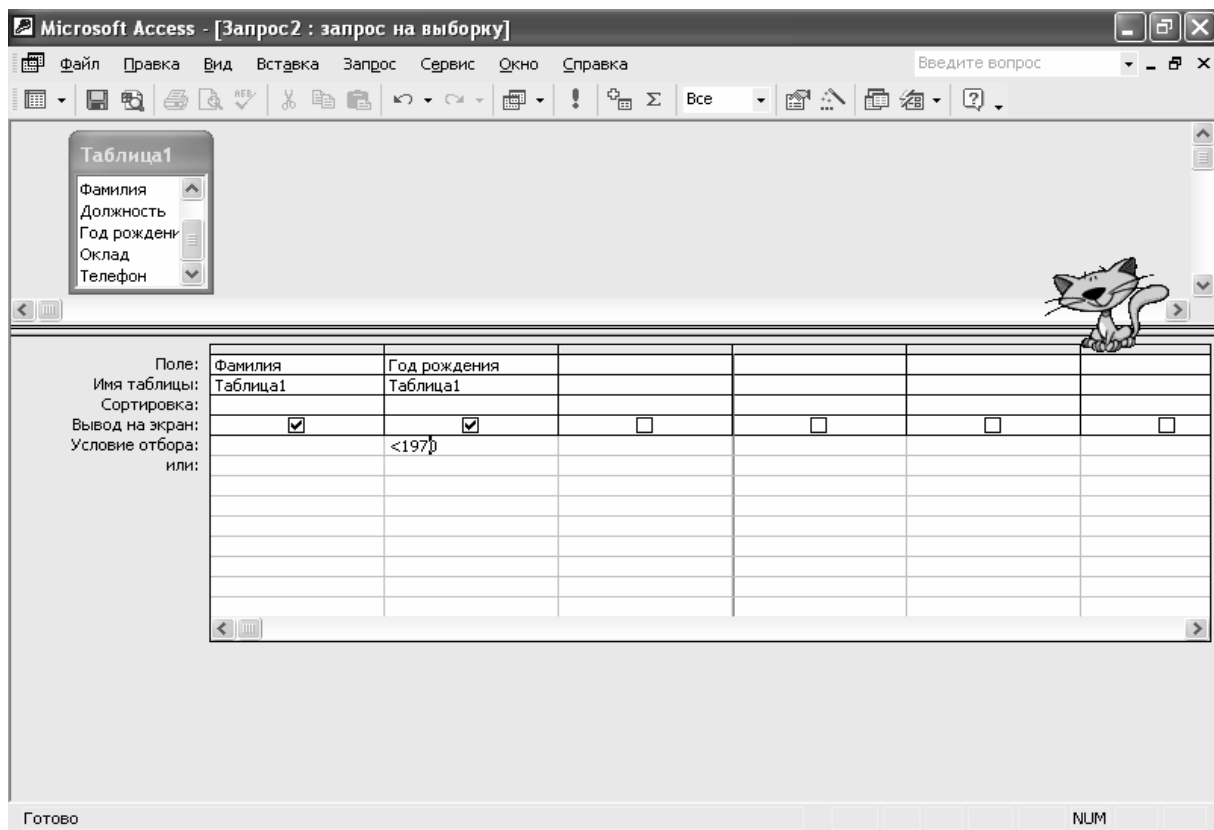 Microsoft Access - [Запрос2 : запрос на выборку]
Файл Правка Вид Вставка Запрос Сервис Окно Справка Введите вопрос
Все
Таблица1
Фамилия
Должность
Год рождени
Оклад
Телефон
Поле: Фамилия Год рождения
Имя таблицы: Таблица1 Таблица1
Сортировка:
Вывод на экран:
Условие отбора: <1970
или:
Готово NUM